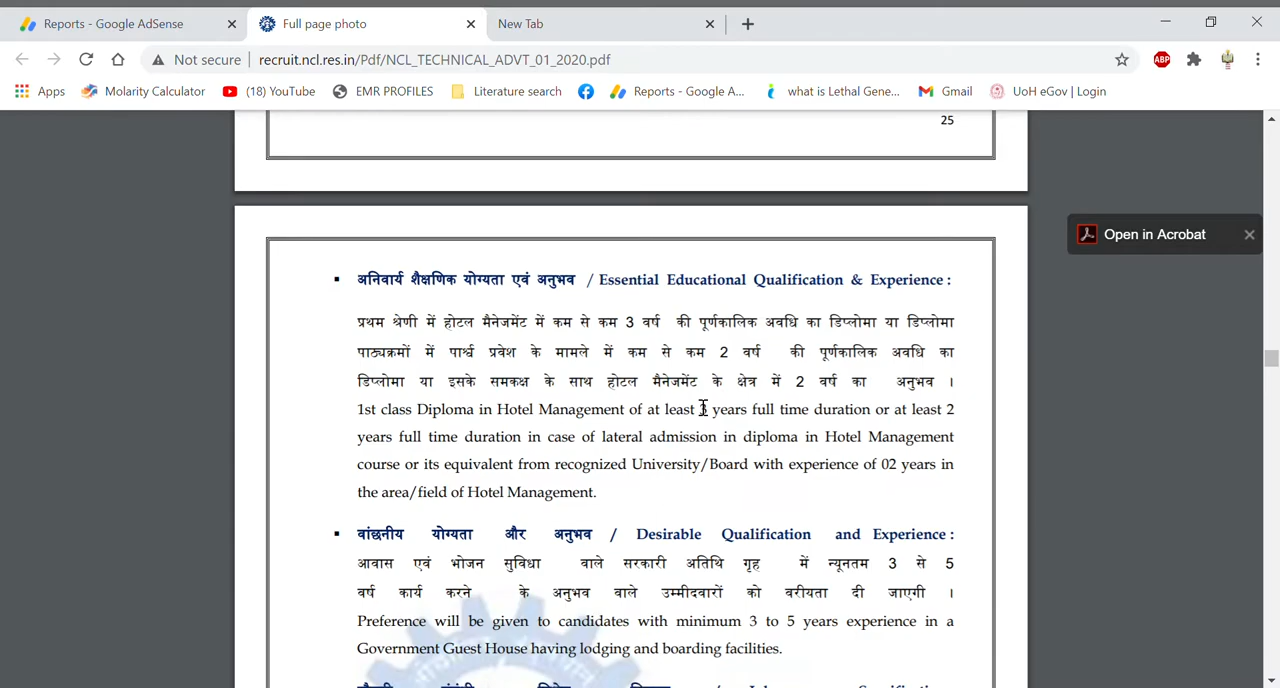 Reports - Google AdSense
Full page photo
New Tab
Not secure
recruit.ncl.res.in/Pdf/NCL_TECHNICAL_ADVT_01_2020.pdf
ABP
Apps
Molarity Calculator
(18) YouTube
EMR PROFILES
Literature search
Reports - Google A...
what is Lethal Gene...
Gmail
UoH eGov | Login
25
Open in Acrobat
▪ अनिवार्य शैक्षणिक योग्यता एवं अनुभव / Essential Educational Qualification & Experience :
प्रथम श्रेणी में होटल मैनेजमेंट में कम से कम 3 वर्ष की पूर्णकालिक अवधि का डिप्लोमा या डिप्लोमा
पाठ्यक्रमों में पार्श्व प्रवेश के मामले में कम से कम 2 वर्ष की पूर्णकालिक अवधि का
डिप्लोमा या इसके समकक्ष के साथ होटल मैनेजमेंट के क्षेत्र में 2 वर्ष का अनुभव ।
1st class Diploma in Hotel Management of at least 3 years full time duration or at least 2
years full time duration in case of lateral admission in diploma in Hotel Management
course or its equivalent from recognized University/Board with experience of 02 years in
the area/field of Hotel Management.
▪ वांछनीय योग्यता और अनुभव / Desirable Qualification and Experience :
आवास एवं भोजन सुविधा वाले सरकारी अतिथि गृह में न्यूनतम 3 से 5
वर्ष कार्य करने के अनुभव वाले उम्मीदवारों को वरीयता दी जाएगी ।
Preference will be given to candidates with minimum 3 to 5 years experience in a
Government Guest House having lodging and boarding facilities.